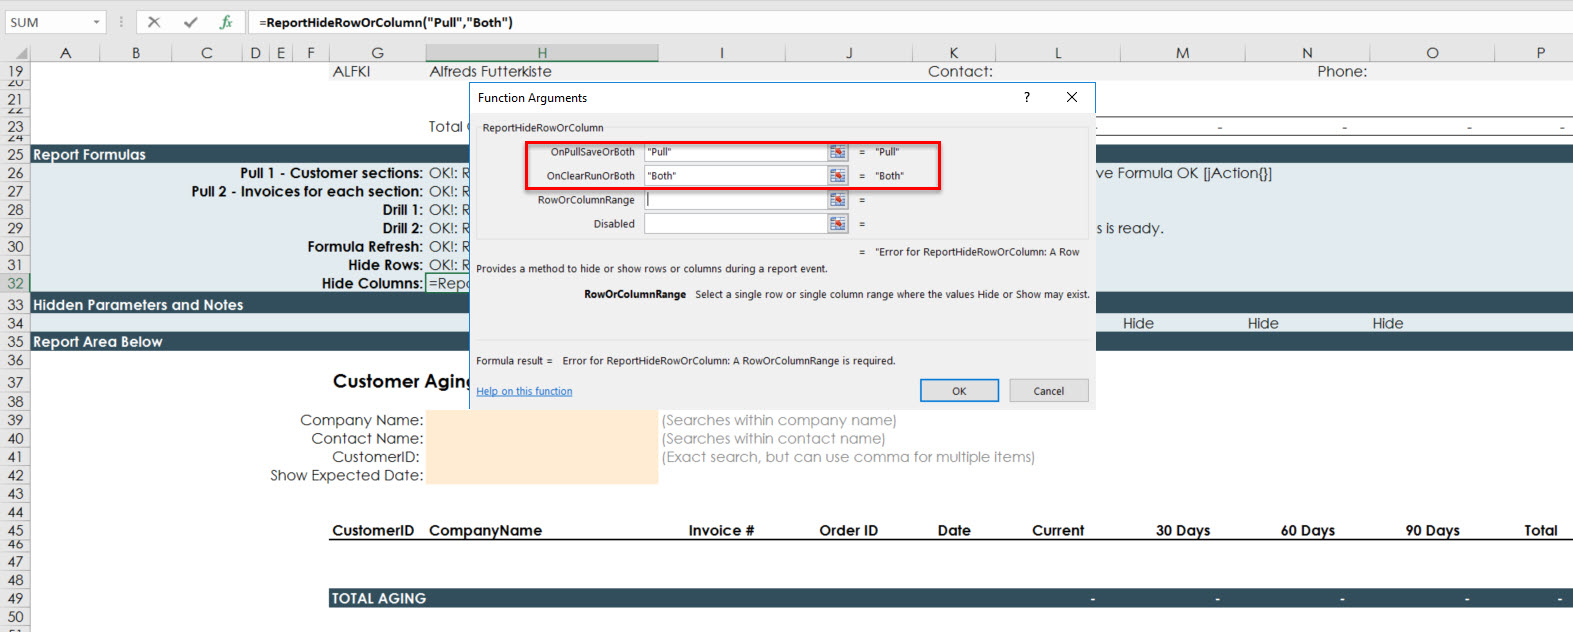 SUM =ReportHideRowOrColumn("Pull","Both")
A B C D E F G H I J K L M N O P
19 ALFKI Alfreds Futterkiste Contact: Phone:
20
21
22
Function Arguments ?
23 Total - - - - -
24
ReportHideRowOrColumn
25 Report Formulas
OnPullSaveOrBoth "Pull" = "Pull"
OnClearRunOrBoth "Both" = "Both"
RowOrColumnRange =
Disabled =
= "Error for ReportHideRowOrColumn: A Row
Provides a method to hide or show rows or columns during a report event.
RowOrColumnRange Select a single row or single column range where the values Hide or Show may exist.
Formula result = Error for ReportHideRowOrColumn: A RowOrColumnRange is required.
Help on this function OK Cancel
26 Pull 1 - Customer sections: OK!: R ve Formula OK [jAction{}]
27 Pull 2 - Invoices for each section: OK!: R
28 Drill 1: OK!: R
29 Drill 2: OK!: R s is ready.
30 Formula Refresh: OK!: R
31 Hide Rows: OK!: R
32 Hide Columns: =Repo
33 Hidden Parameters and Notes
34 Hide Hide Hide
35 Report Area Below
36
37 Customer Aging
38
39 Company Name: (Searches within company name)
40 Contact Name: (Searches within contact name)
41 CustomerID: (Exact search, but can use comma for multiple items)
42 Show Expected Date:
43
44
45 CustomerID CompanyName Invoice # Order ID Date Current 30 Days 60 Days 90 Days Total
46
47
48
49 TOTAL AGING - - - - -
50